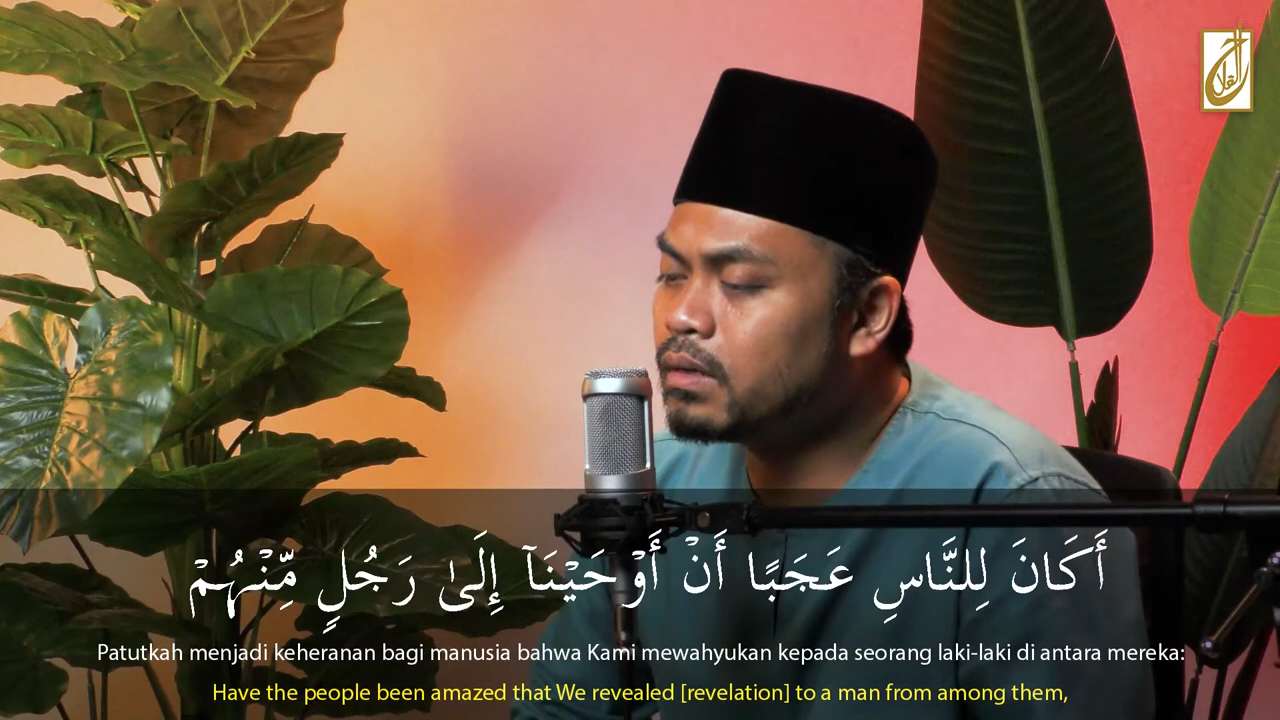 أَكَانَ لِلنَّاسِ عَجَبًا أَنْ أَوْحَيْنَآ إِلَىٰ رَجُلٍ مِّنْهُمْ
Patutkah menjadi keheranan bagi manusia bahwa Kami mewahyukan kepada seorang laki-laki di antara mereka:
Have the people been amazed that We revealed [revelation] to a man from among them,